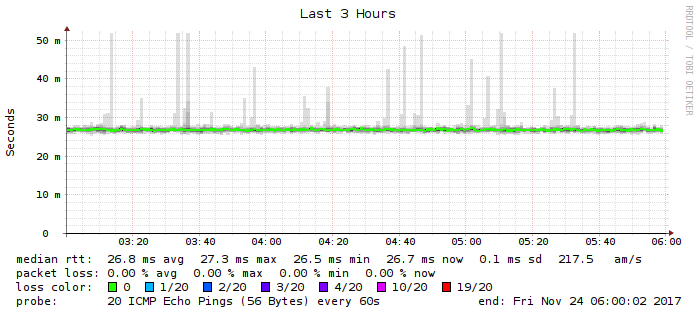 Last 3 Hours
RRDTOOL / TOBI OETIKER
Seconds
50 m
40 m
30 m
20 m
10 m
0
03:20 03:40 04:00 04:20 04:40 05:00 05:20 05:40 06:00
median rtt: 26.8 ms avg 27.3 ms max 26.5 ms min 26.7 ms now 0.1 ms sd 217.5 am/s
packet loss: 0.00 % avg 0.00 % max 0.00 % min 0.00 % now
loss color: 0 1/20 2/20 3/20 4/20 10/20 19/20
probe: 20 ICMP Echo Pings (56 Bytes) every 60s end: Fri Nov 24 06:00:02 2017